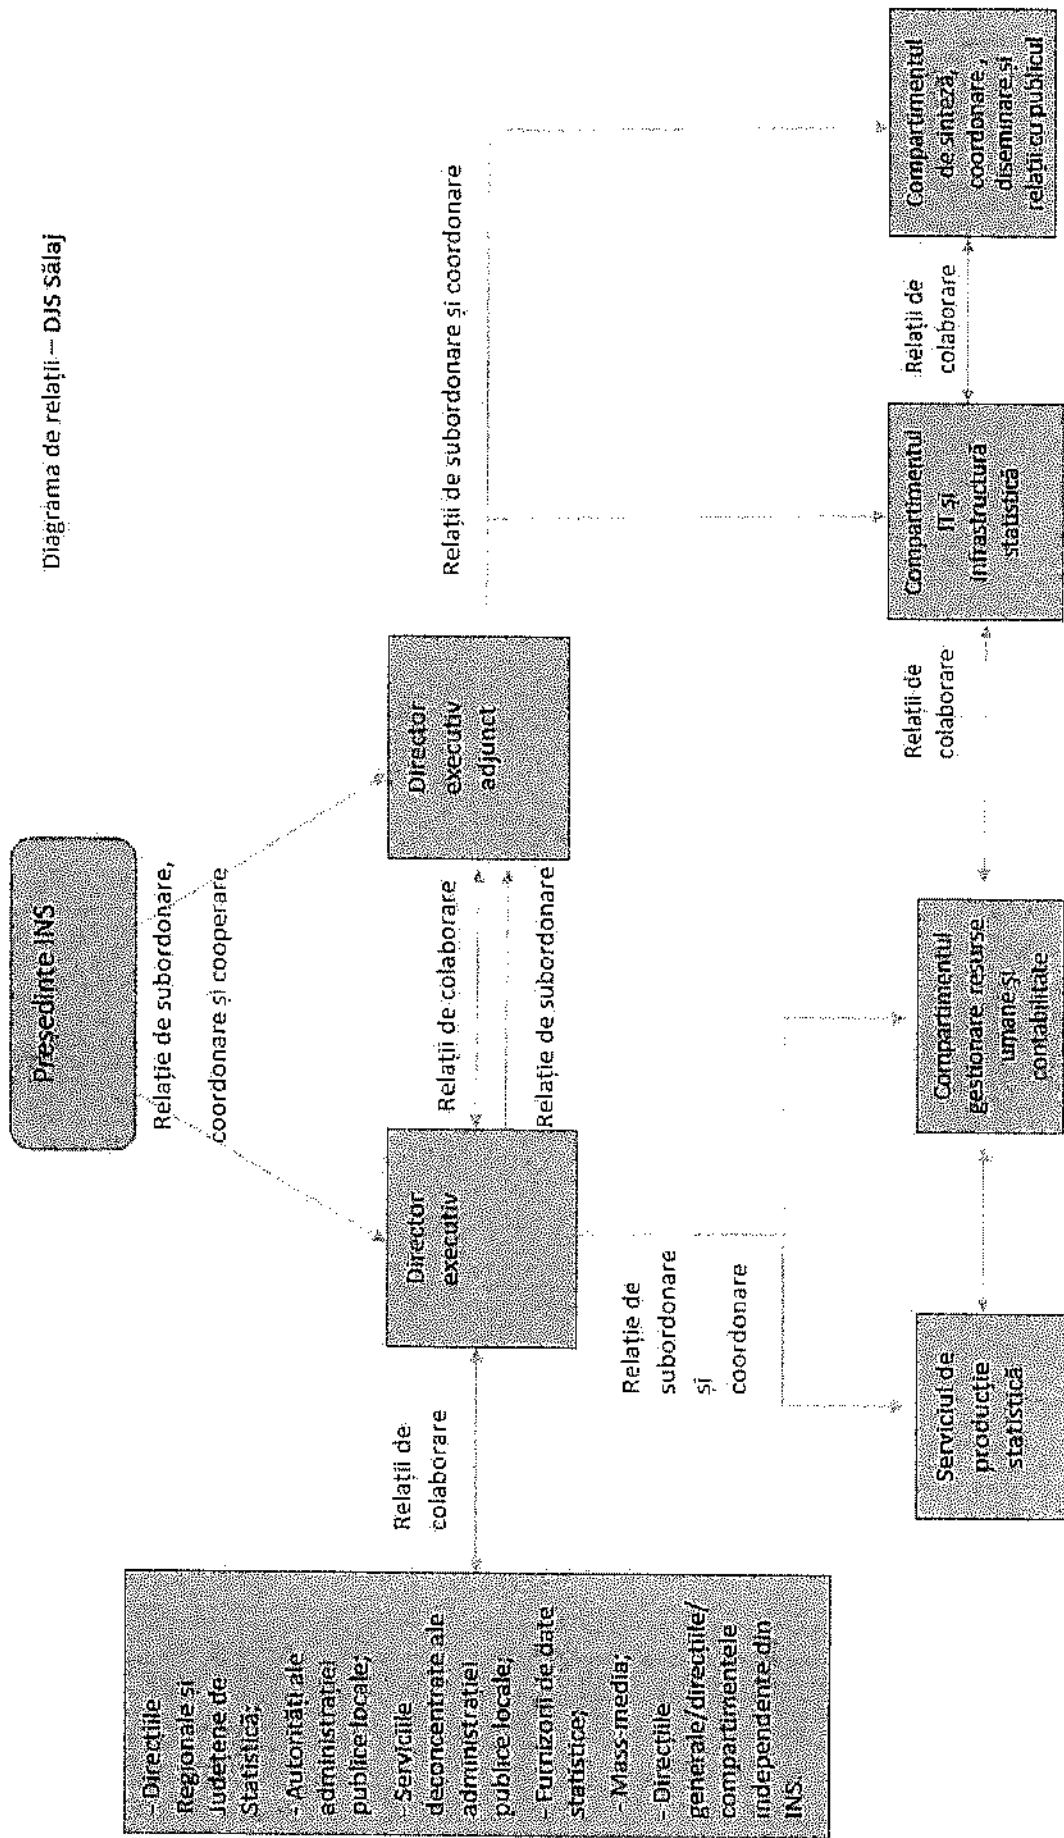 Diagrama de relații – DJS Sălaj
Președinte INS
Relație de subordonare,
coordonare și cooperare
- Direcțiile
Regionale și
Județene de
Statistică;
- Autorități ale
administrației
publice locale;
- Serviciile
deconcentrate ale
administrației
publice locale;
- Furnizorii de date
statistice;
- Mass-media;
- Direcțiile
generale/direcțiile/
compartimentele
independente din
INS.
Relații de
colaborare
Director
executiv
Relații de colaborare
Relație de subordonare
Director
executiv
adjunct
Relații de subordonare și coordonare
Relație de
subordonare
și
coordonare
Serviciul de
producție
statistică
Compartimentul
gestionare resurse
umane și
contabilitate
Relații de
colaborare
Compartimentul
IT și
Infrastructură
statistică
Relații de
colaborare
Compartimentul
de sinteză,
coordonare,
diseminare și
relații cu publicul